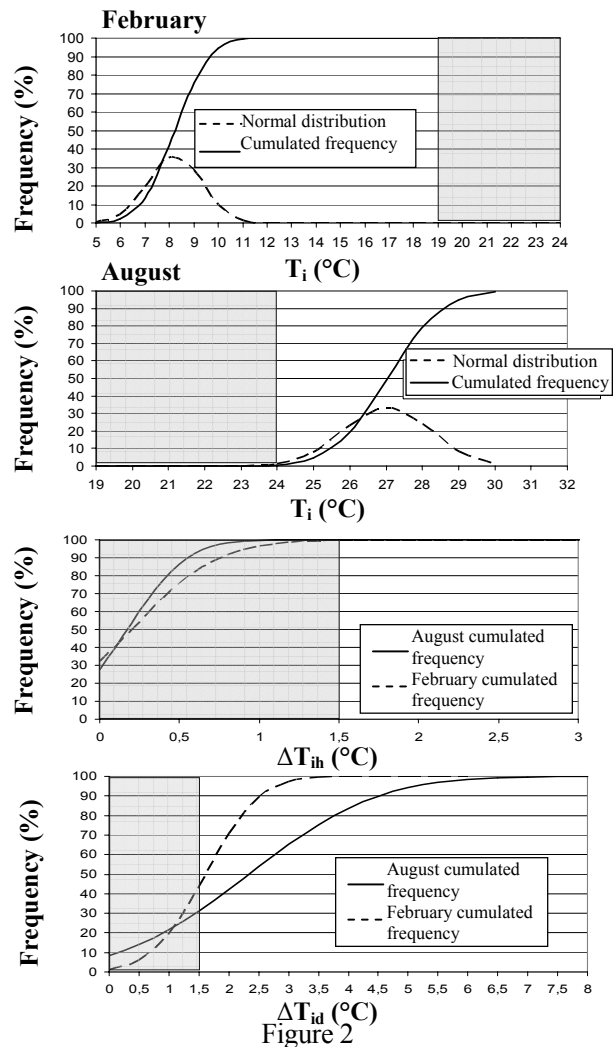 February
100
90
80
70
60
50
40
30
20
10
0
Frequency (%)
Normal distribution
Cumulated frequency
5 6 7 8 9 10 11 12 13 14 15 16 17 18 19 20 21 22 23 24
Ti (°C)
August
100
90
80
70
60
50
40
30
20
10
0
Frequency (%)
Normal distribution
Cumulated frequency
19 20 21 22 23 24 25 26 27 28 29 30 31 32
Ti (°C)
100
90
80
70
60
50
40
30
20
10
0
Frequency (%)
August cumulated
frequency
February cumulated
frequency
0 0,5 1 1,5 2 2,5 3
ΔTih (°C)
100
90
80
70
60
50
40
30
20
10
0
Frequency (%)
August cumulated
frequency
February cumulated
frequency
0 0,5 1 1,5 2 2,5 3 3,5 4 4,5 5 5,5 6 6,5 7 7,5 8
ΔTid (°C)
Figure 2